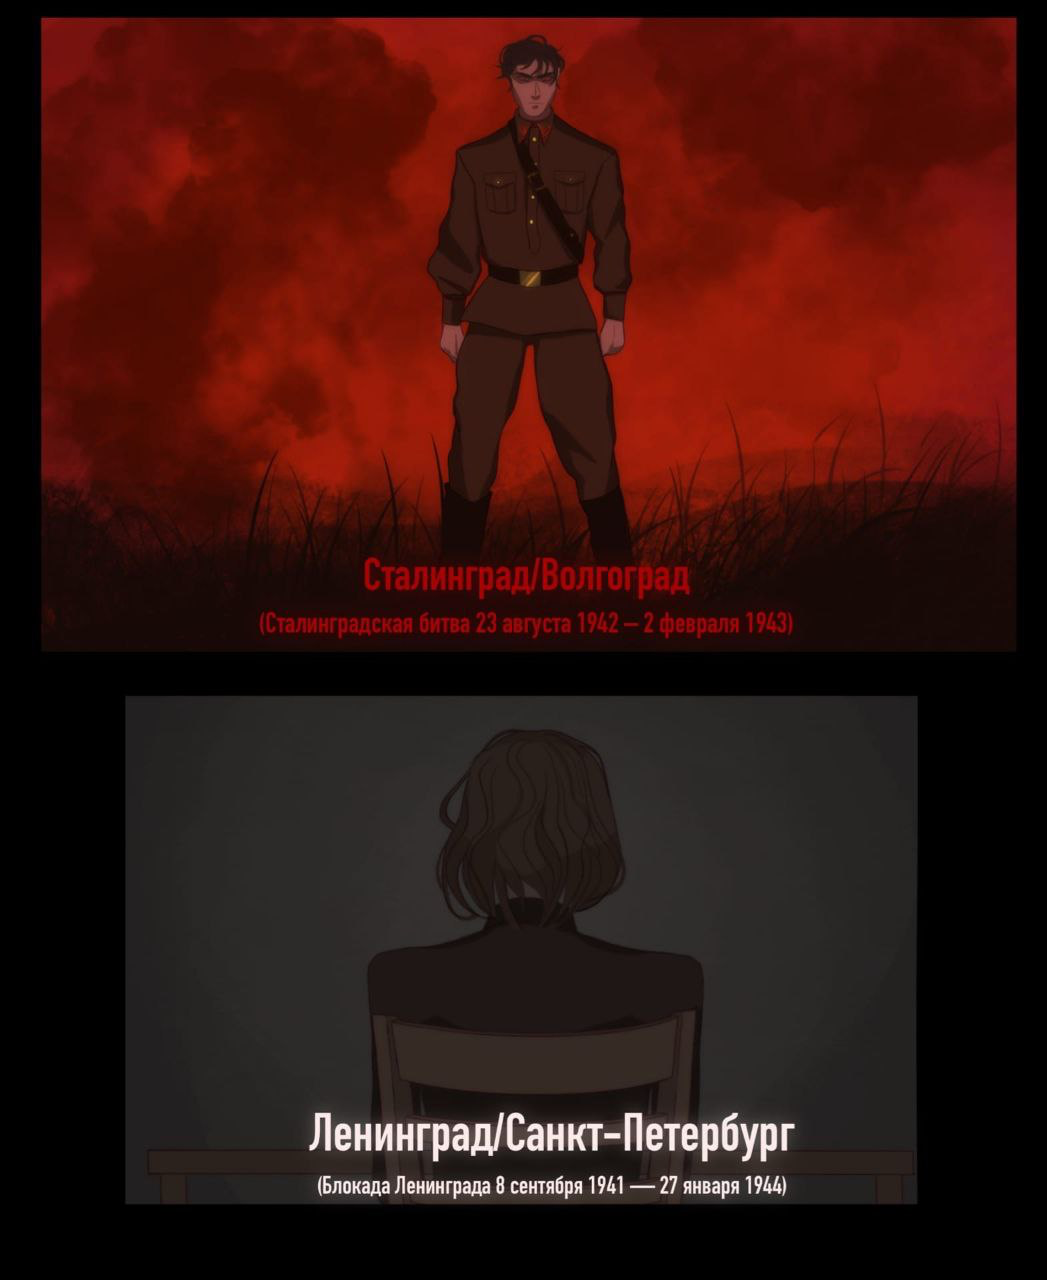 Сталинград/Волгоград
(Сталинградская битва 23 августа 1942 – 2 февраля 1943)
Ленинград/Санкт-Петербург
(Блокада Ленинграда 8 сентября 1941 — 27 января 1944)